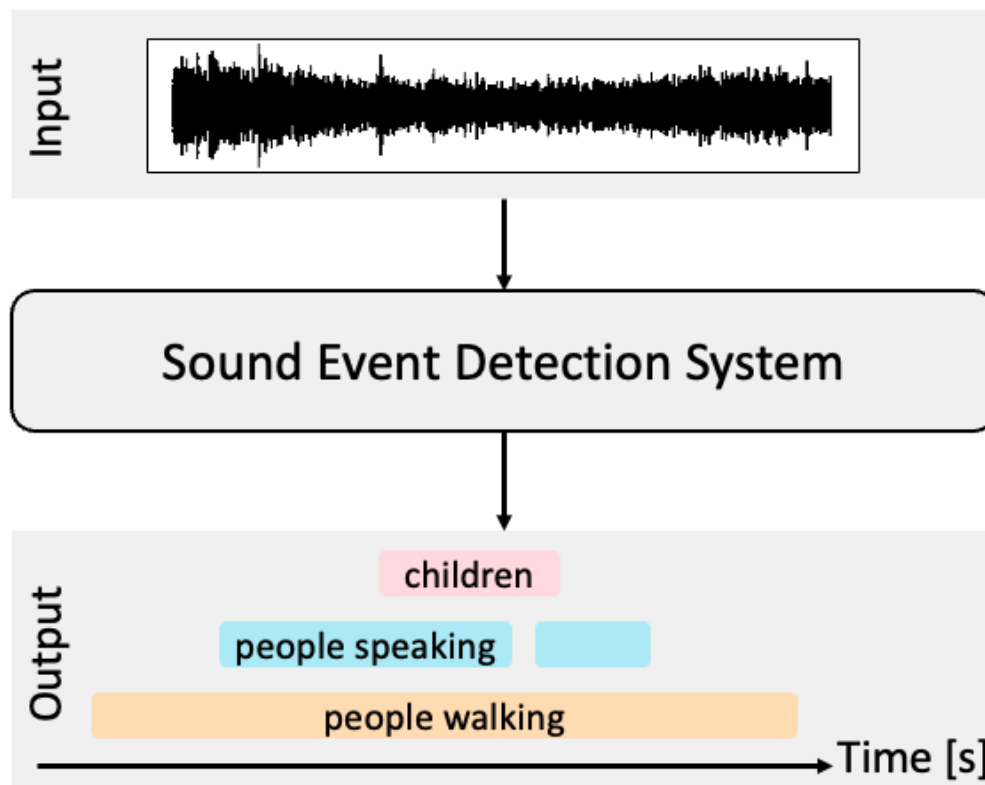 Input
Sound Event Detection System
Output
children
people speaking
people walking
Time [s]